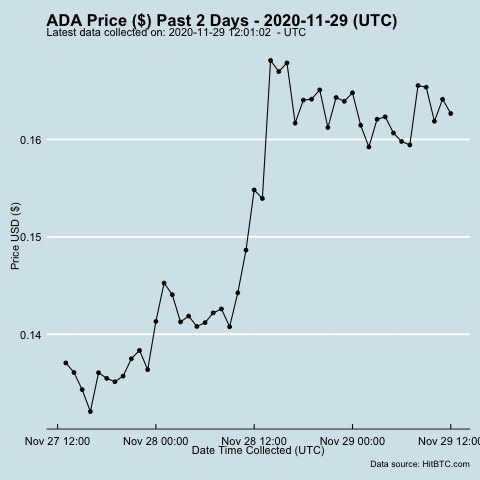 ADA Price ($) Past 2 Days - 2020-11-29 (UTC)
Latest data collected on: 2020-11-29 12:01:02 - UTC
0.16
0.15
0.14
Price USD ($)
Nov 27 12:00 Nov 28 00:00 Nov 28 12:00 Nov 29 00:00 Nov 29 12:00
Date Time Collected (UTC)
Data source: HitBTC.com